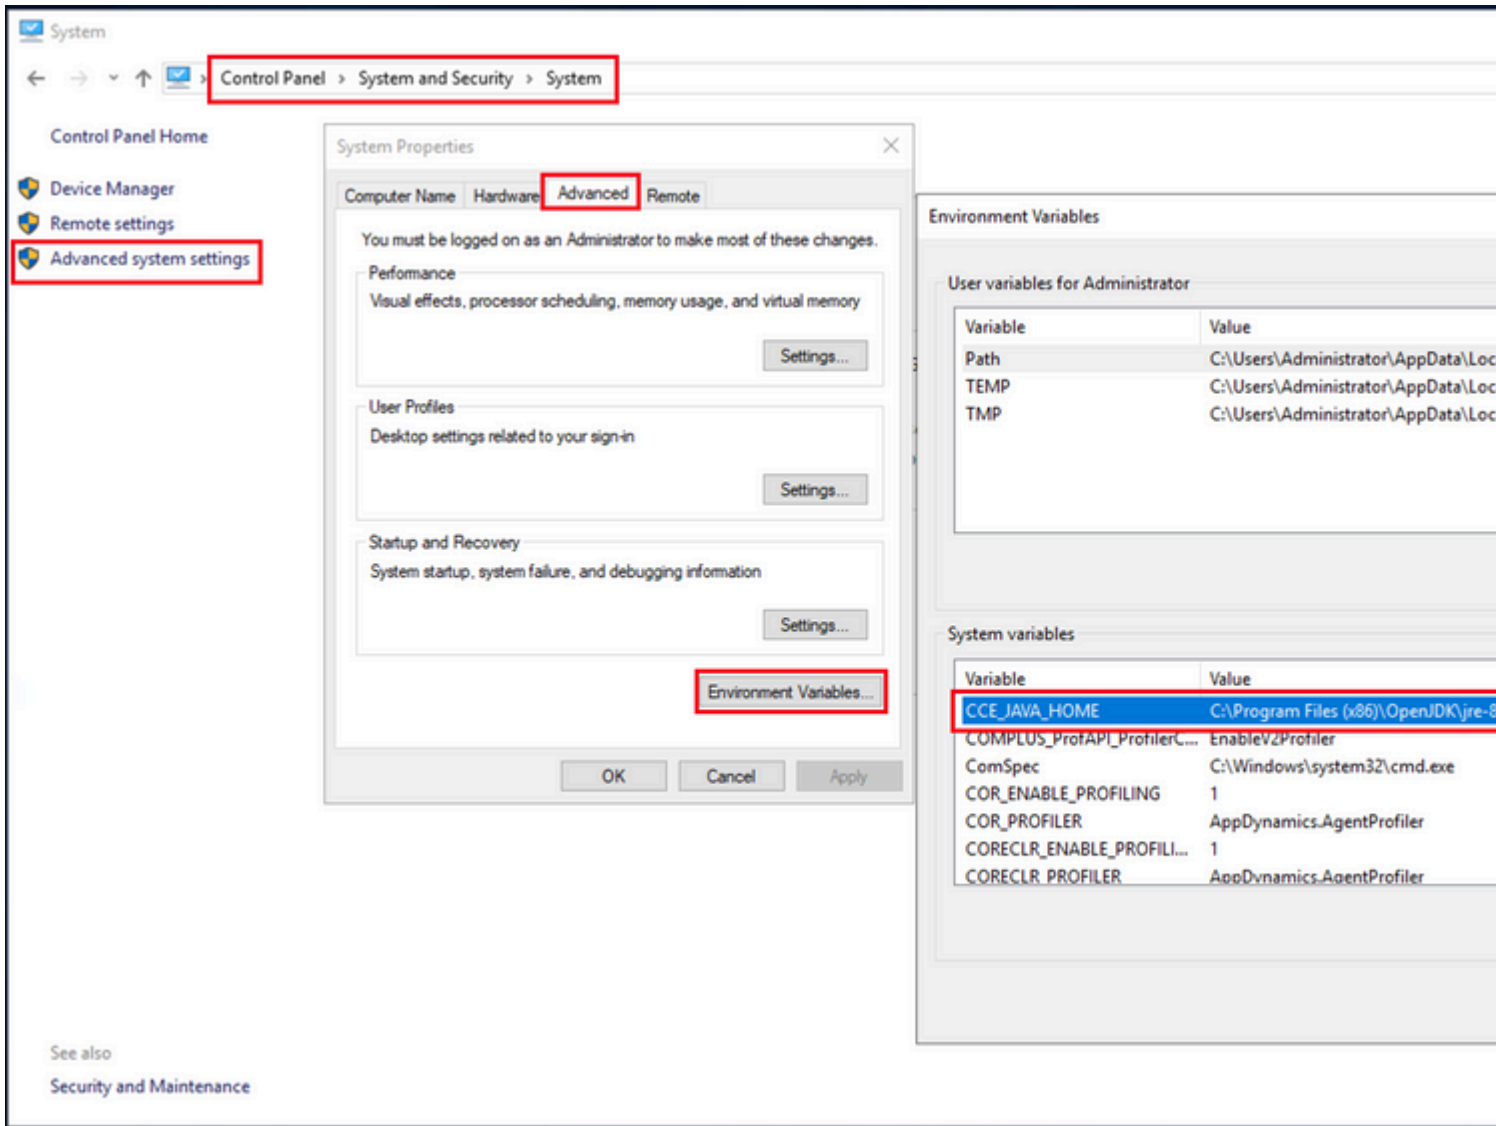 System
Control Panel > System and Security > System
Control Panel Home
Device Manager
Remote settings
Advanced system settings
See also
Security and Maintenance
System Properties
Computer Name Hardware Advanced Remote
You must be logged on as an Administrator to make most of these changes.
Performance
Visual effects, processor scheduling, memory usage, and virtual memory
Settings...
User Profiles
Desktop settings related to your sign-in
Settings...
Startup and Recovery
System startup, system failure, and debugging information
Settings...
Environment Variables...
OK Cancel Apply
Environment Variables
User variables for Administrator
Variable Value
Path C:\Users\Administrator\AppData\Loc
TEMP C:\Users\Administrator\AppData\Loc
TMP C:\Users\Administrator\AppData\Loc
System variables
Variable Value
CCE_JAVA_HOME C:\Program Files (x86)\OpenJDK\jre-8
COMPLUS_ProfAPI_ProfilerC... EnableV2Profiler
ComSpec C:\Windows\system32\cmd.exe
COR_ENABLE_PROFILING 1
COR_PROFILER AppDynamics.AgentProfiler
CORECLR_ENABLE_PROFILI... 1
CORECLR_PROFILER AppDynamics.AgentProfiler